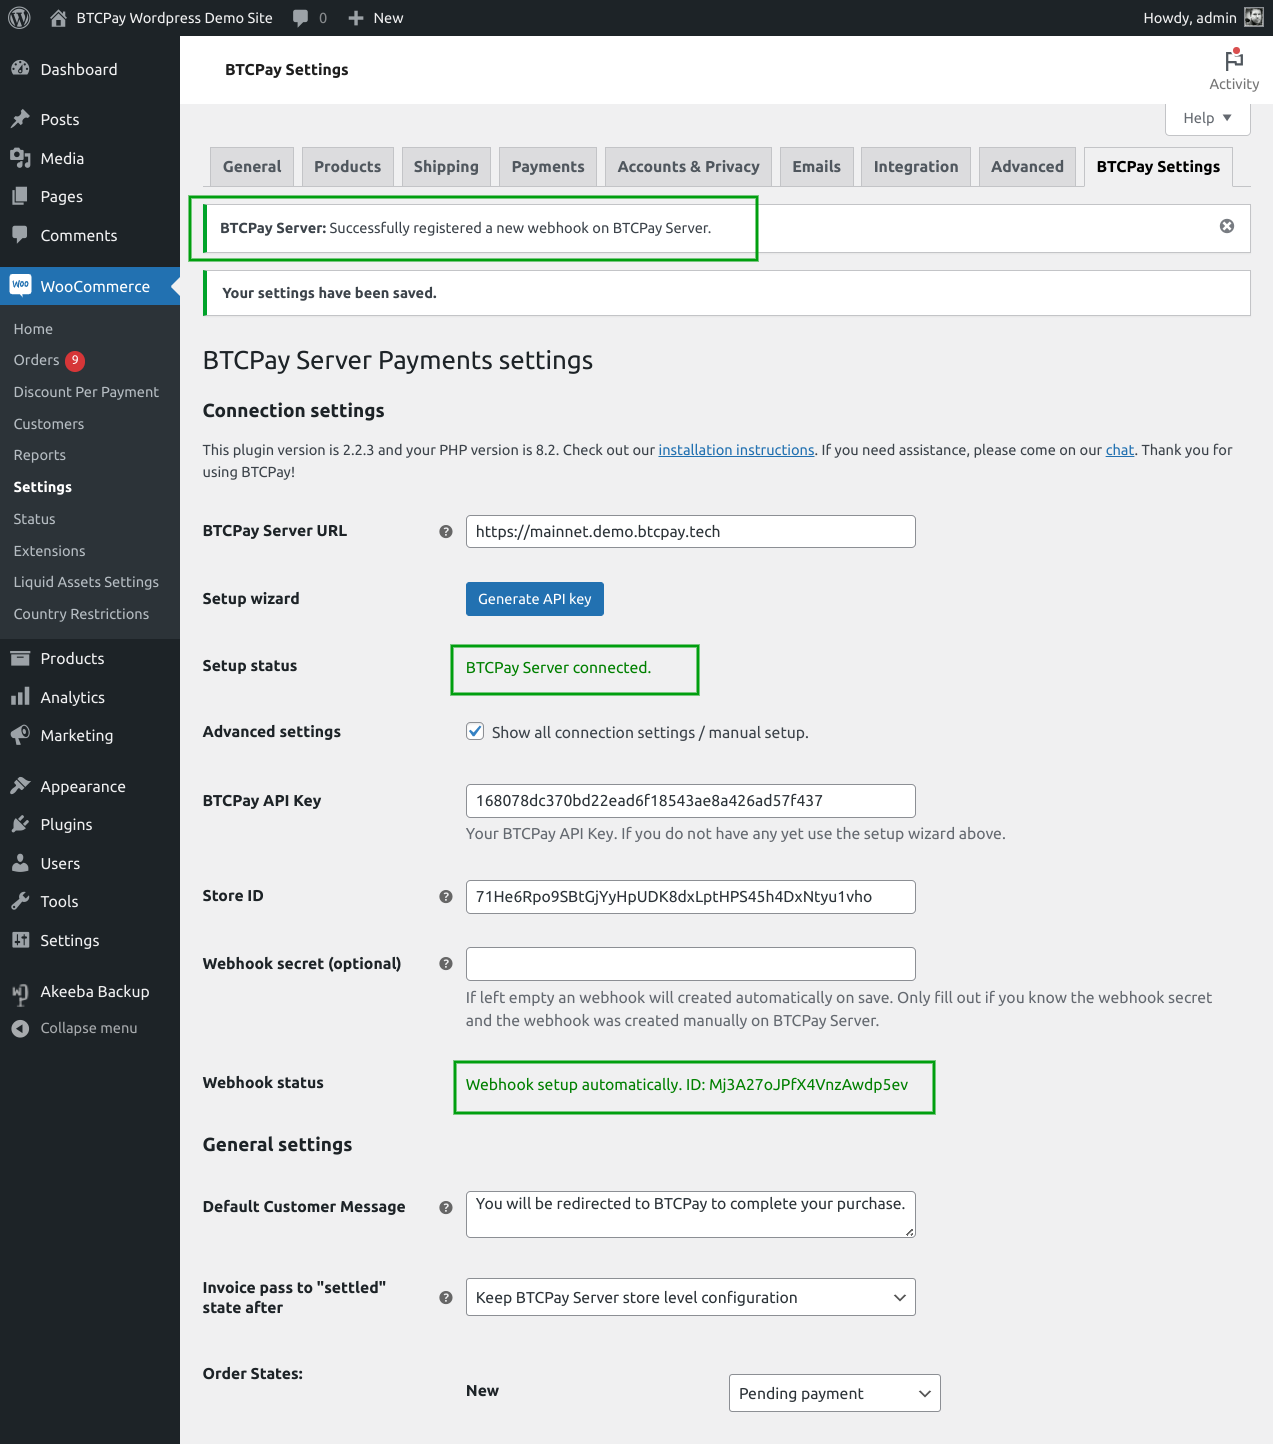 BTCPay Wordpress Demo Site 0 New Howdy, admin
BTCPay Settings
Activity
Help
General Products Shipping Payments Accounts & Privacy Emails Integration Advanced BTCPay Settings
Dashboard
Posts
Media
Pages
Comments
Woo WooCommerce
Home
Orders 9
Discount Per Payment
Customers
Reports
Settings
Status
Extensions
Liquid Assets Settings
Country Restrictions
Products
Analytics
Marketing
Appearance
Plugins
Users
Tools
Settings
Akeeba Backup
Collapse menu
BTCPay Server: Successfully registered a new webhook on BTCPay Server.
Your settings have been saved.
BTCPay Server Payments settings
Connection settings
This plugin version is 2.2.3 and your PHP version is 8.2. Check out our installation instructions. If you need assistance, please come on our chat. Thank you for
using BTCPay!
BTCPay Server URL https://mainnet.demo.btcpay.tech
Setup wizard Generate API key
Setup status BTCPay Server connected.
Advanced settings Show all connection settings / manual setup.
BTCPay API Key 168078dc370bd22ead6f18543ae8a426ad57f437
Your BTCPay API Key. If you do not have any yet use the setup wizard above.
Store ID 71He6Rpo9SBtGjYyHpUDK8dxLptHPS45h4DxNtyu1vho
Webhook secret (optional)
If left empty an webhook will created automatically on save. Only fill out if you know the webhook secret
and the webhook was created manually on BTCPay Server.
Webhook status Webhook setup automatically. ID: Mj3A27oJPfX4VnzAwdp5ev
General settings
Default Customer Message You will be redirected to BTCPay to complete your purchase.
Invoice pass to "settled"
state after Keep BTCPay Server store level configuration
Order States:
New Pending payment